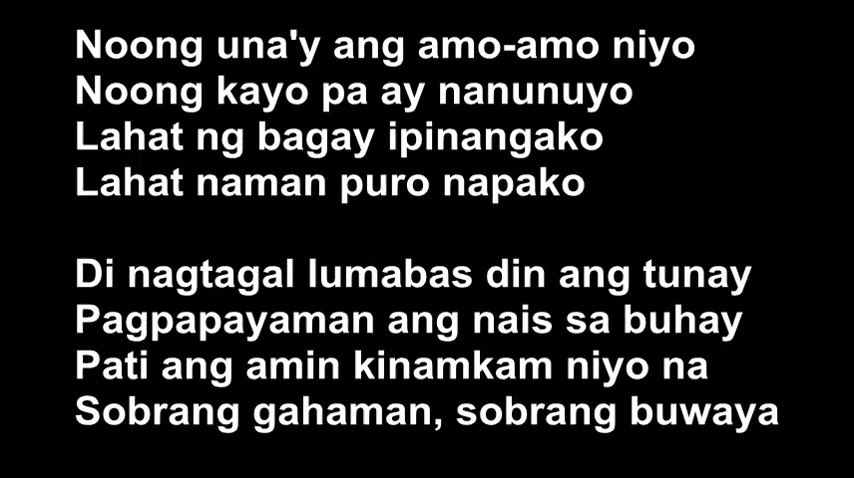 Noong una'y ang amo-amo niyo
Noong kayo pa ay nanunuyo
Lahat ng bagay ipinangako
Lahat naman puro napako
Di nagtagal lumabas din ang tunay
Pagpapayaman ang nais sa buhay
Pati ang amin kinamkam niyo na
Sobrang gahaman, sobrang buwaya